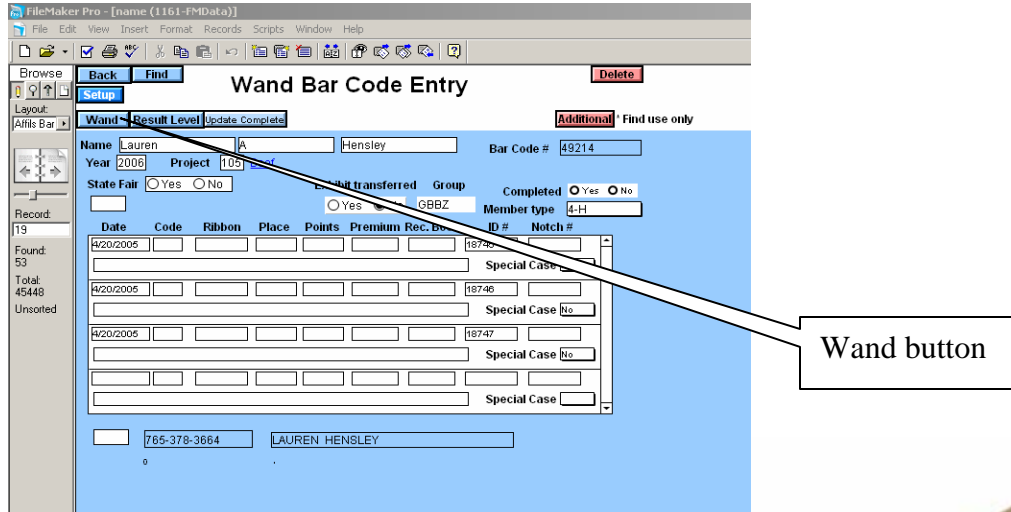 FileMaker Pro - [name (1161-FMData)]
File Edit View Insert Format Records Scripts Window Help
Browse
Layout:
Affils Bar
Record:
19
Found:
53
Total:
45448
Unsorted
Back Find
Setup
Wand Bar Code Entry
Delete
Wand Result Level Update Complete
Additional * Find use only
Name Lauren A Hensley Bar Code # 49214
Year 2006 Project 105
State Fair Yes No transferred Group Completed Yes No
Yes GBBZ Member type 4-H
Date Code Ribbon Place Points Premium Rec. ID # Notch #
4/20/2005
Special Case
4/20/2005 18746
Special Case No
4/20/2005 18747
Special Case No
Special Case
765-378-3664 LAUREN HENSLEY
0
Wand button